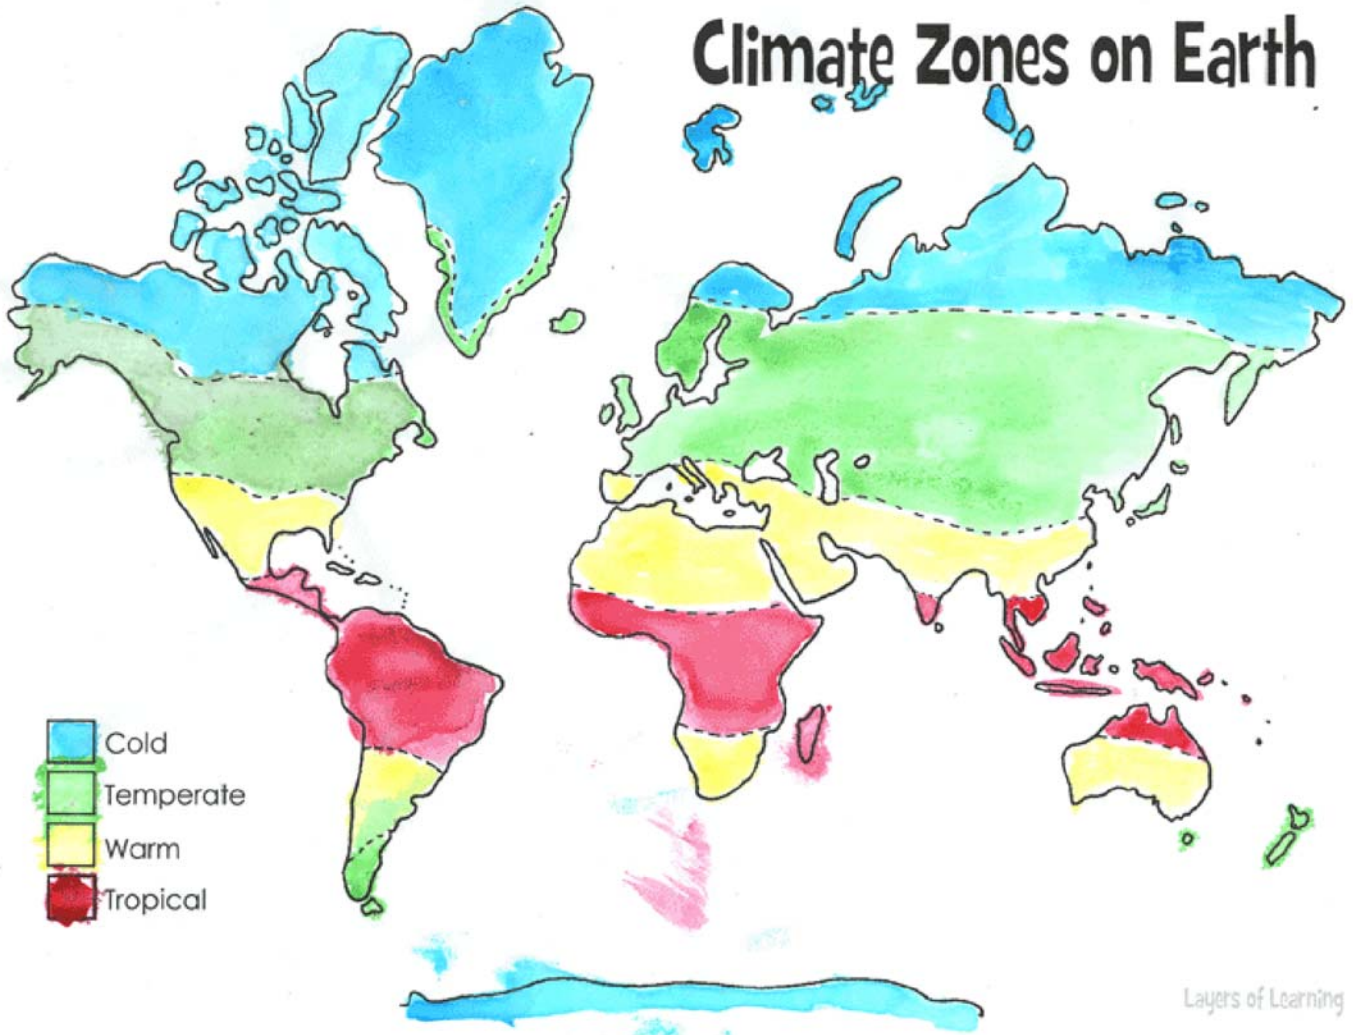 Climate Zones on Earth
Cold
Temperate
Warm
Tropical
Layers of Learning